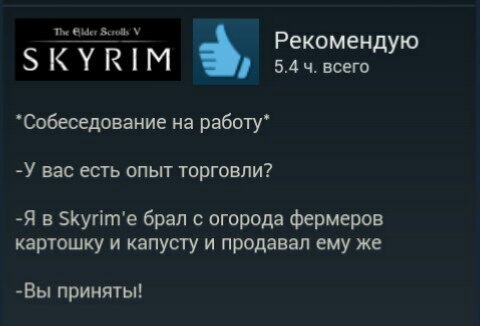 The Elder Scrolls V
SKYRIM
Рекомендую
5.4 ч. всего
*Собеседование на работу*
-У вас есть опыт торговли?
-Я в Skyrim'е брал с огорода фермеров
картошку и капусту и продавал ему же
-Вы приняты!